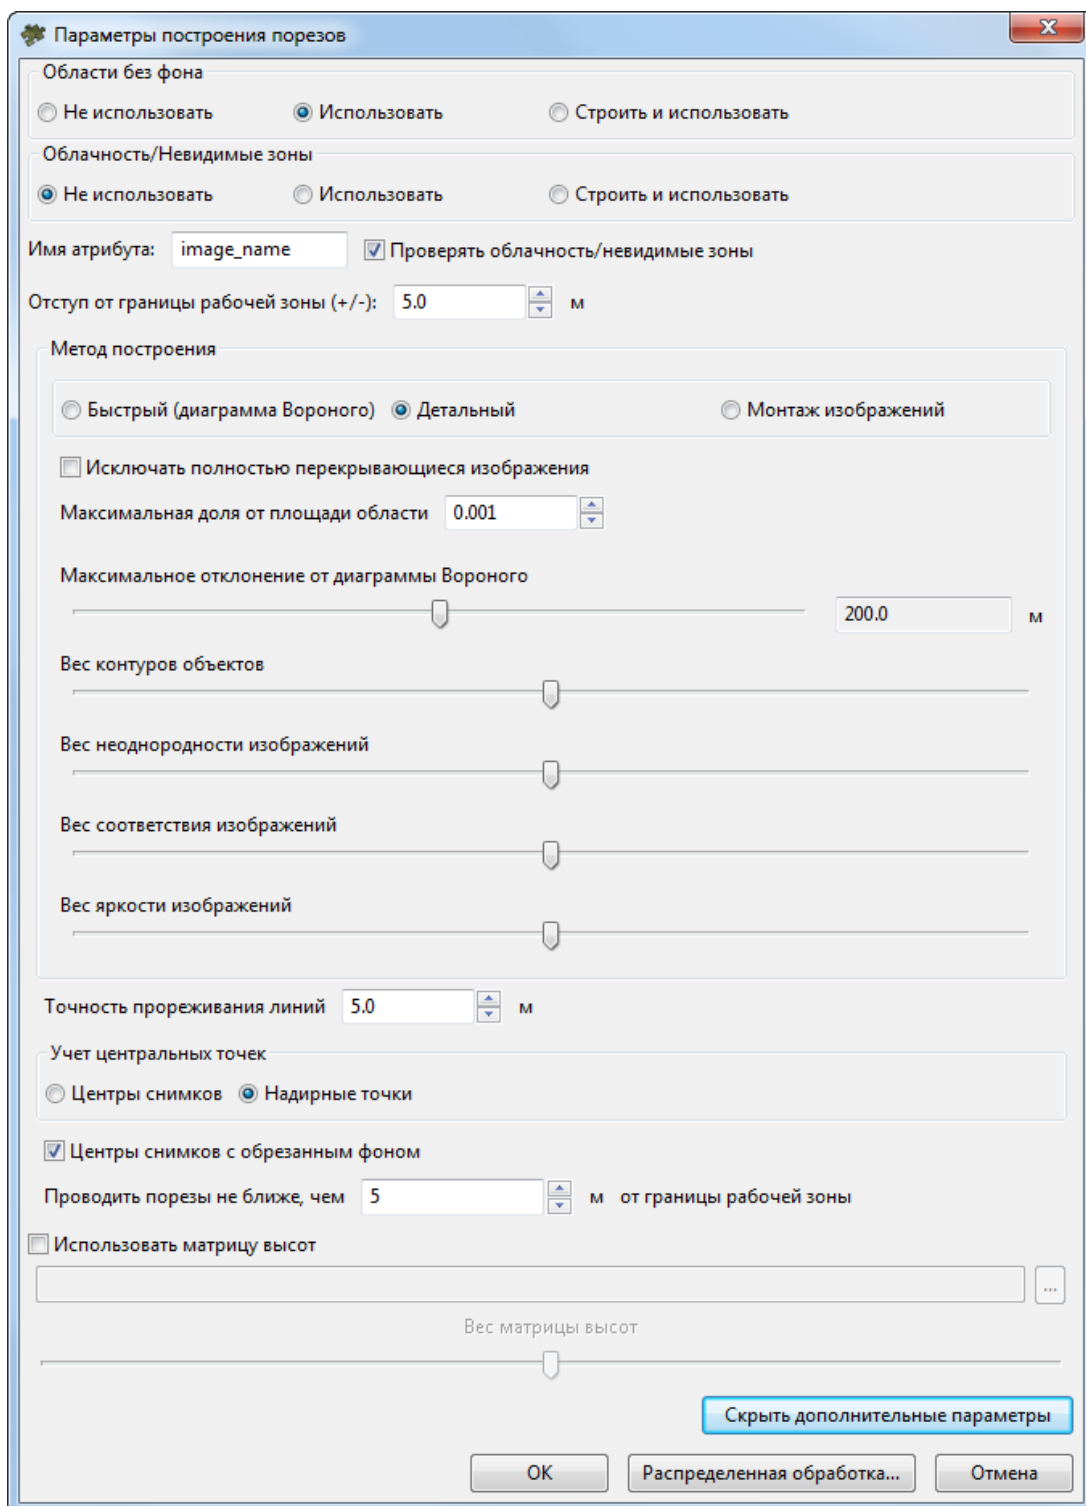 Параметры построения порезов
Области без фона
Не использовать Использовать Строить и использовать
Облачность/Невидимые зоны
Не использовать Использовать Строить и использовать
Имя атрибута: image_name Проверять облачность/невидимые зоны
Отступ от границы рабочей зоны (+/-): 5.0 м
Метод построения
Быстрый (диаграмма Вороного) Детальный Монтаж изображений
Исключать полностью перекрывающиеся изображения
Максимальная доля от площади области 0.001
Максимальное отклонение от диаграммы Вороного
200.0 м
Вес контуров объектов
Вес неоднородности изображений
Вес соответствия изображений
Вес яркости изображений
Точность прореживания линий 5.0 м
Учет центральных точек
Центры снимков Надирные точки
Центры снимков с обрезанным фоном
Проводить порезы не ближе, чем 5 м от границы рабочей зоны
Использовать матрицу высот
...
Вес матрицы высот
Скрыть дополнительные параметры
OK Распределенная обработка... Отмена